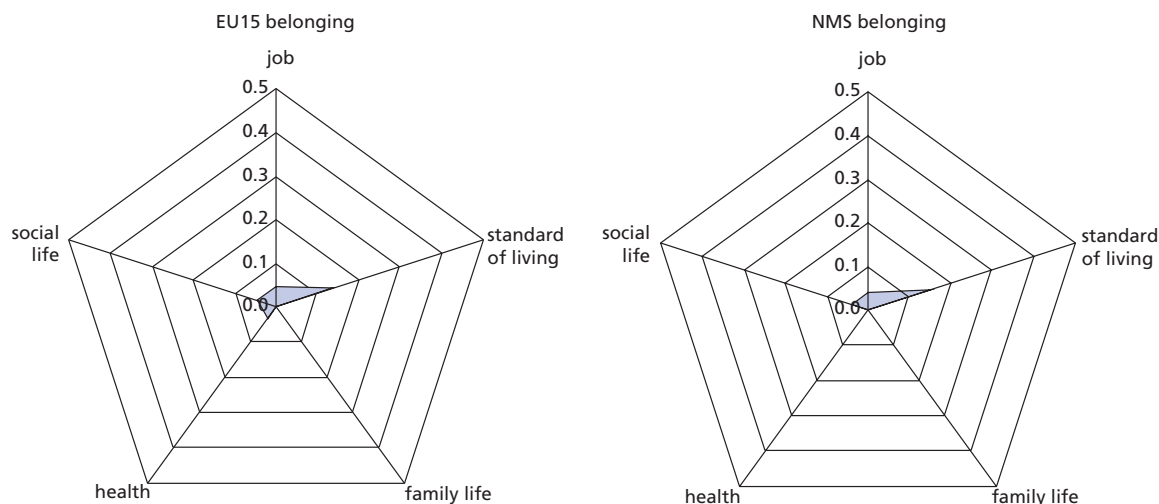 EU15 belonging
job
0.5
0.4
0.3
0.2
0.1
0.0
social
life
standard
of living
health
family life
NMS belonging
job
0.5
0.4
0.3
0.2
0.1
0.0
social
life
standard
of living
health
family life